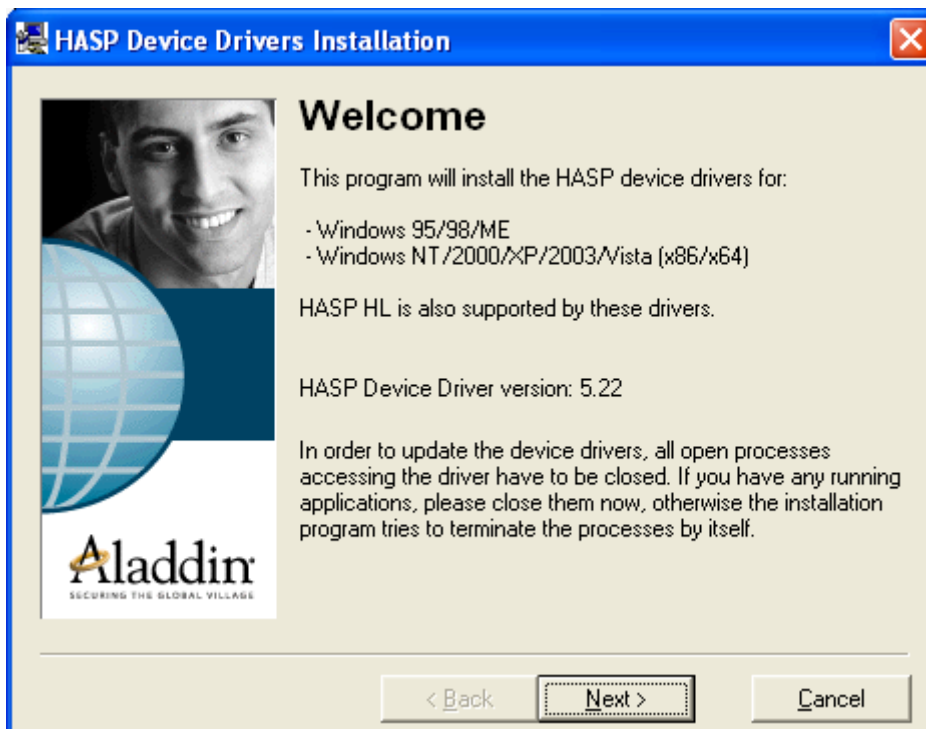 HASP Device Drivers Installation
Welcome
This program will install the HASP device drivers for:
- Windows 95/98/ME
- Windows NT/2000/XP/2003/Vista (x86/x64)
HASP HL is also supported by these drivers.
HASP Device Driver version: 5.22
In order to update the device drivers, all open processes
accessing the driver have to be closed. If you have any running
applications, please close them now, otherwise the installation
program tries to terminate the processes by itself.
Aladdin
SECURING THE GLOBAL VILLAGE
< Back
Next >
Cancel